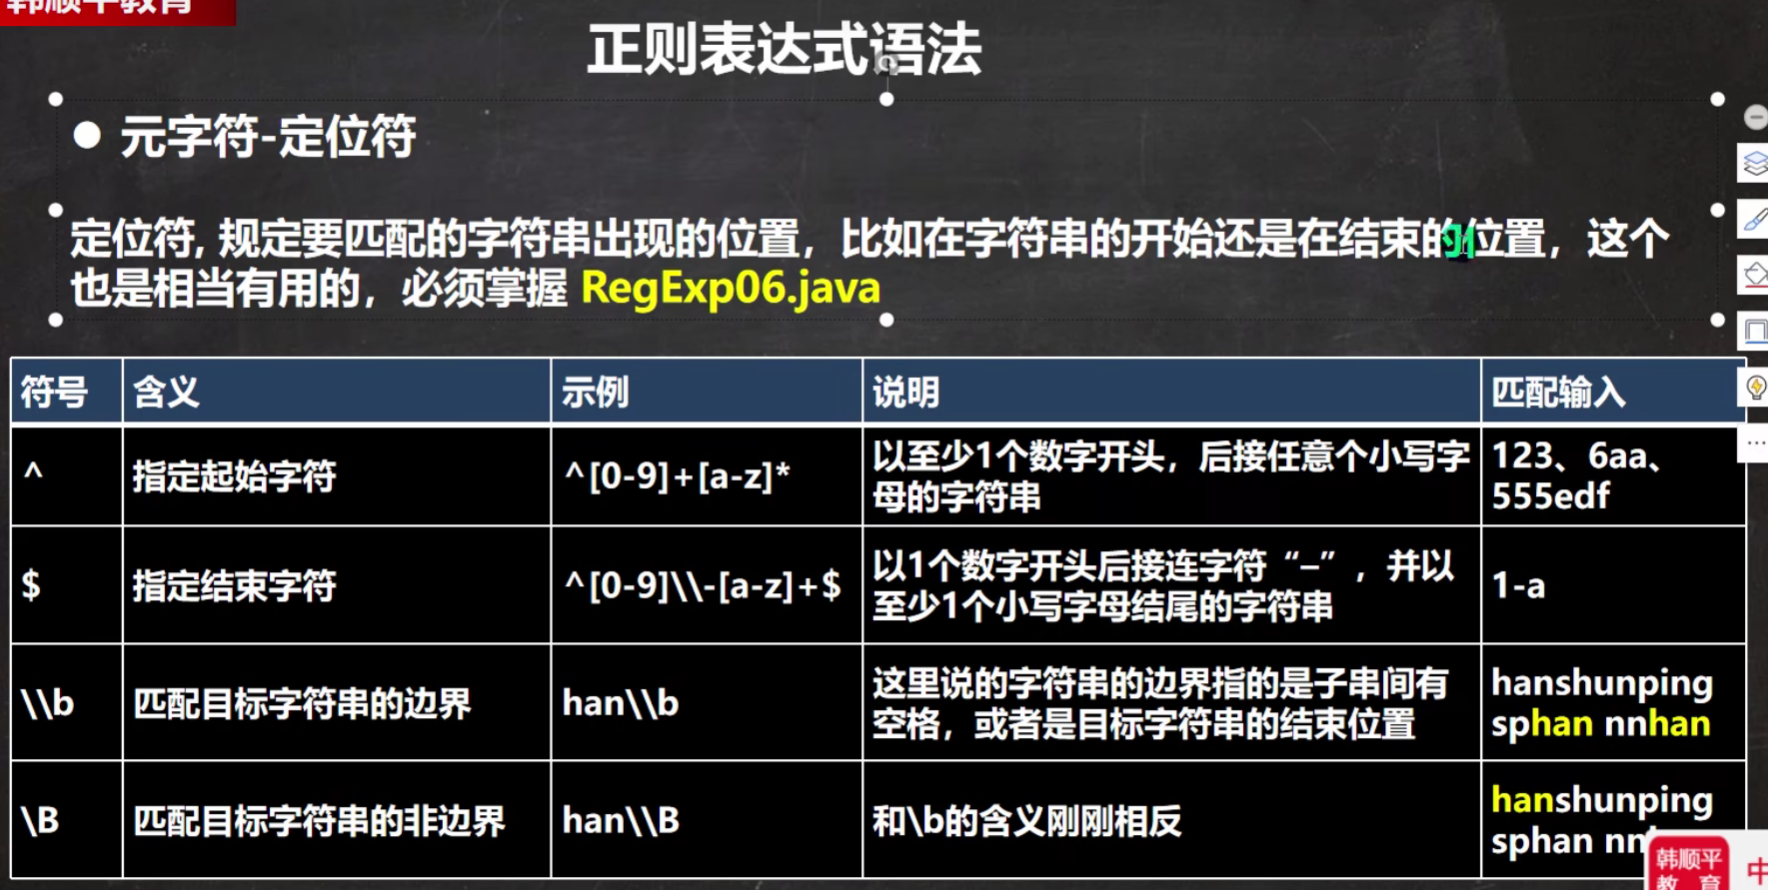 韩顺平教育
正则表达式语法
元字符-定位符
定位符, 规定要匹配的字符串出现的位置，比如在字符串的开始还是在结束的位置，这个
也是相当有用的，必须掌握 RegExp06.java
符号 含义 示例 说明 匹配输入
^ 指定起始字符 ^[0-9]+[a-z]* 以至少1个数字开头，后接任意个小写字 123、6aa、
母的字符串 555edf
$ 指定结束字符 ^[0-9]\\-[a-z]+$ 以1个数字开头后接连字符“–”，并以 1-a
至少1个小写字母结尾的字符串
\\b 匹配目标字符串的边界 han\\b 这里说的字符串的边界指的是子串间有 hanshunping
空格，或者是目标字符串的结束位置 sphan nnhan
\B 匹配目标字符串的非边界 han\\B 和\b的含义刚刚相反 hanshunping
sphan
韩顺平
教 育
中